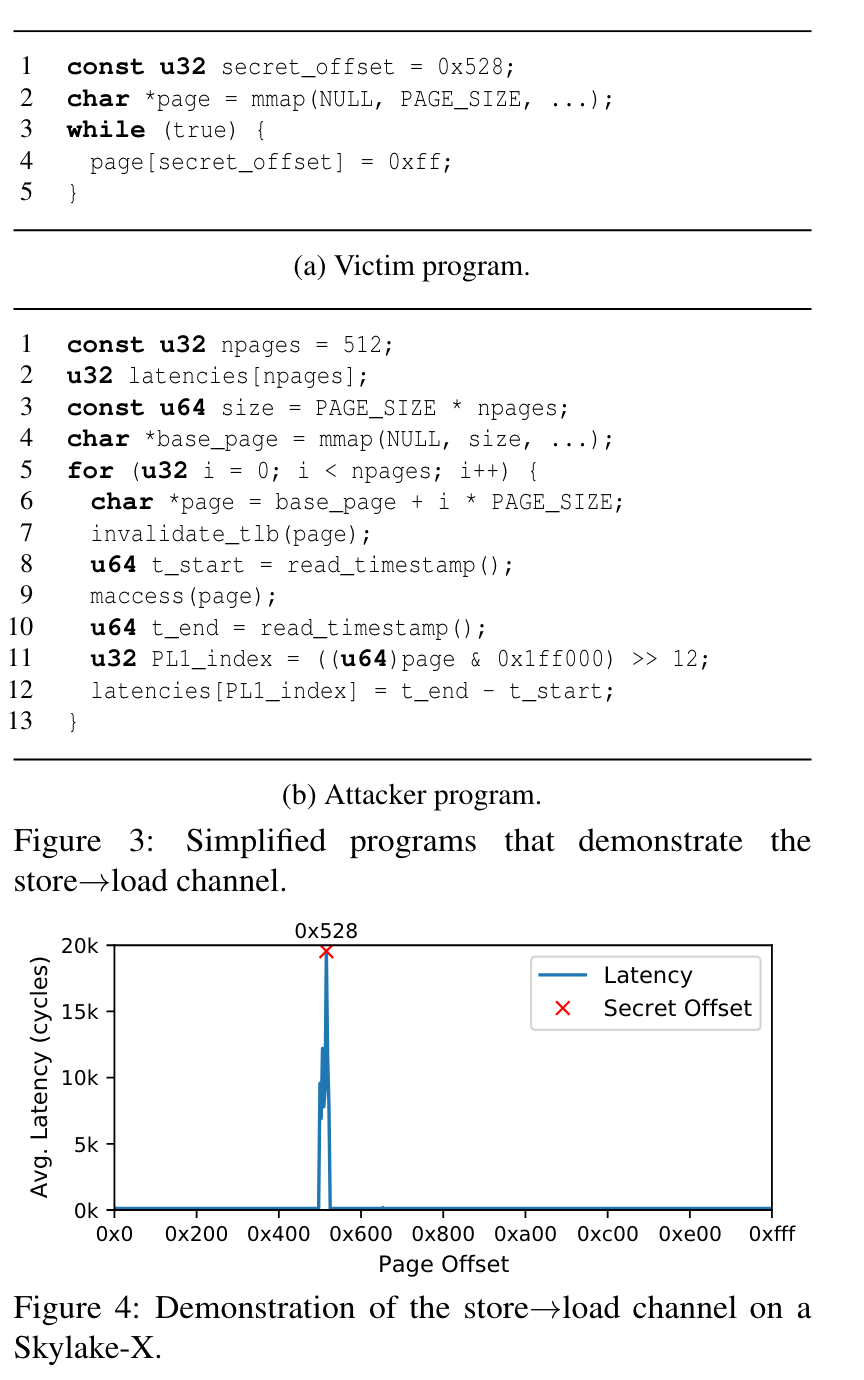 1 const u32 secret_offset = 0x528;
2 char *page = mmap(NULL, PAGE_SIZE, ...);
3 while (true) {
4 page[secret_offset] = 0xff;
5 }
(a) Victim program.
1 const u32 npages = 512;
2 u32 latencies[npages];
3 const u64 size = PAGE_SIZE * npages;
4 char *base_page = mmap(NULL, size, ...);
5 for (u32 i = 0; i < npages; i++) {
6 char *page = base_page + i * PAGE_SIZE;
7 invalidate_tlb(page);
8 u64 t_start = read_timestamp();
9 maccess(page);
10 u64 t_end = read_timestamp();
11 u32 PL1_index = ((u64)page & 0x1ff000) >> 12;
12 latencies[PL1_index] = t_end - t_start;
13 }
(b) Attacker program.
Figure 3: Simplified programs that demonstrate the
store→load channel.
0x528
20k
15k
10k
5k
0k
Avg. Latency (cycles)
Latency
Secret Offset
0x0 0x200 0x400 0x600 0x800 0xa00 0xc00 0xe00 0xfff
Page Offset
Figure 4: Demonstration of the store→load channel on a
Skylake-X.